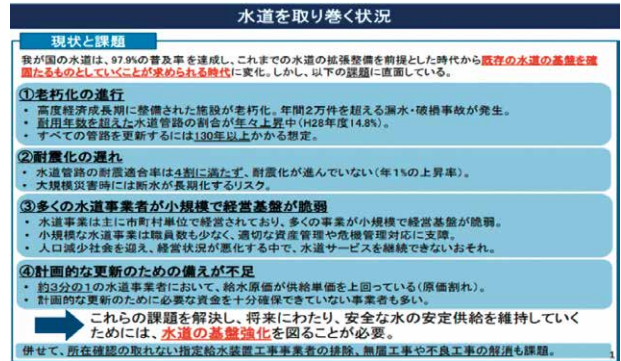 水道を取り巻く状況
現状と課題
我が国の水道は、97.9%の普及率を達成し、これまでの水道の拡張整備を前提とした時代から既存の水道の基盤を確
固たるものとしていくことが求められる時代に変化。しかし、以下の課題に直面している。
①老朽化の進行
・ 高度経済成長期に整備された施設が老朽化。年間2万件を超える漏水・破損事故が発生。
・ 耐用年数を超えた水道管路の割合が年々上昇中(H28年度14.8%)。
・ すべての管路を更新するには130年以上かかる想定。
②耐震化の遅れ
・ 水道管路の耐震適合率は4割に満たず、耐震化が進んでいない(年1%の上昇率)。
・ 大規模災害時には断水が長期化するリスク。
③多くの水道事業者が小規模で経営基盤が脆弱
・ 水道事業は主に市町村単位で経営されており、多くの事業が小規模で経営基盤が脆弱。
・ 小規模な水道事業は職員数も少なく、適切な資産管理や危機管理対応に支障。
・ 人口減少社会を迎え、経営状況が悪化する中で、水道サービスを継続できないおそれ。
④計画的な更新のための備えが不足
・ 約3分の1の水道事業者において、給水原価が供給単価を上回っている(原価割れ)。
・ 計画的な更新のために必要な資金を十分確保できていない事業者も多い。
これらの課題を解決し、将来にわたり、安全な水の安定供給を維持していく
ためには、水道の基盤強化を図ることが必要。
併せて、所在確認の取れない指定給水装置工事事業者の排除、無届工事や不良工事の解消も課題。
1